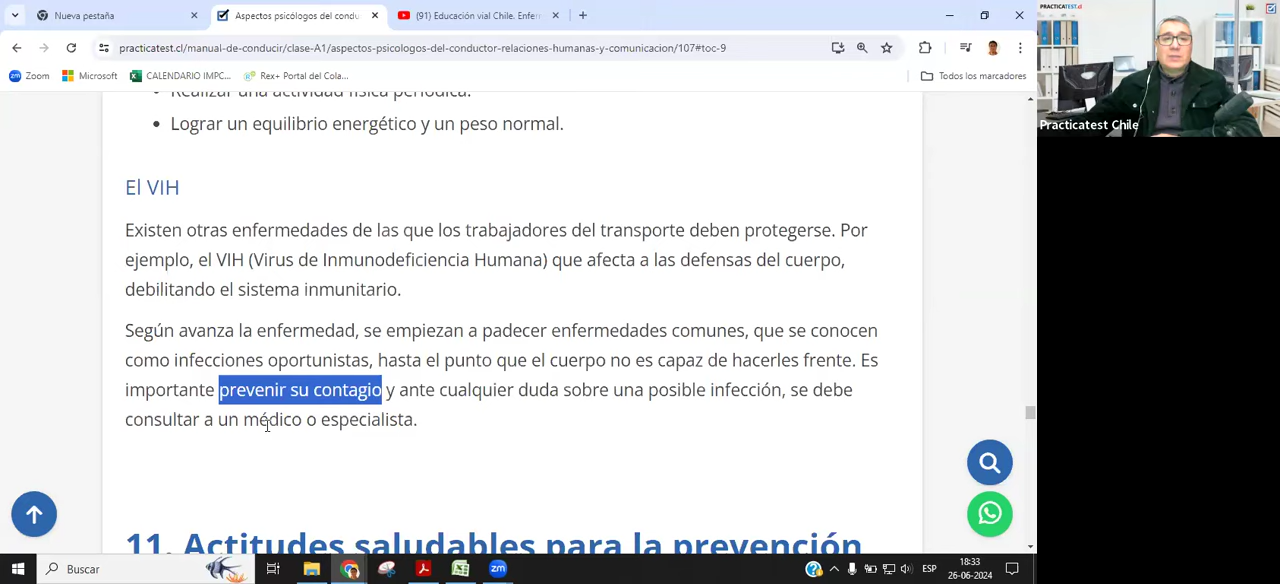 Nueva pestaña
Aspectos psicólogos del co
(91) Educación vial Chile. Enfer
practicatest.cl/manual-de-conducir/clase-A1/aspectos-psicologos-del-conductor-relaciones-humanas-y-comunicacion/107#toc-9
Zoom
Microsoft
CALENDARIO IMPC...
Rex+ Portal del Cola...
Todos los marcadores
PRACTICATEST.cl
Practicatest Chile
Realizar una actividad física periódica.
• Lograr un equilibrio energético y un peso normal.
El VIH
Existen otras enfermedades de las que los trabajadores del transporte deben protegerse. Por
ejemplo, el VIH (Virus de Inmunodeficiencia Humana) que afecta a las defensas del cuerpo,
debilitando el sistema inmunitario.
Según avanza la enfermedad, se empiezan a padecer enfermedades comunes, que se conocen
como infecciones oportunistas, hasta el punto que el cuerpo no es capaz de hacerles frente. Es
importante prevenir su contagio y ante cualquier duda sobre una posible infección, se debe
consultar a un médico o especialista.
11. Actitudes saludables para la prevención
Buscar
zm
ESP
18:33
26-06-2024